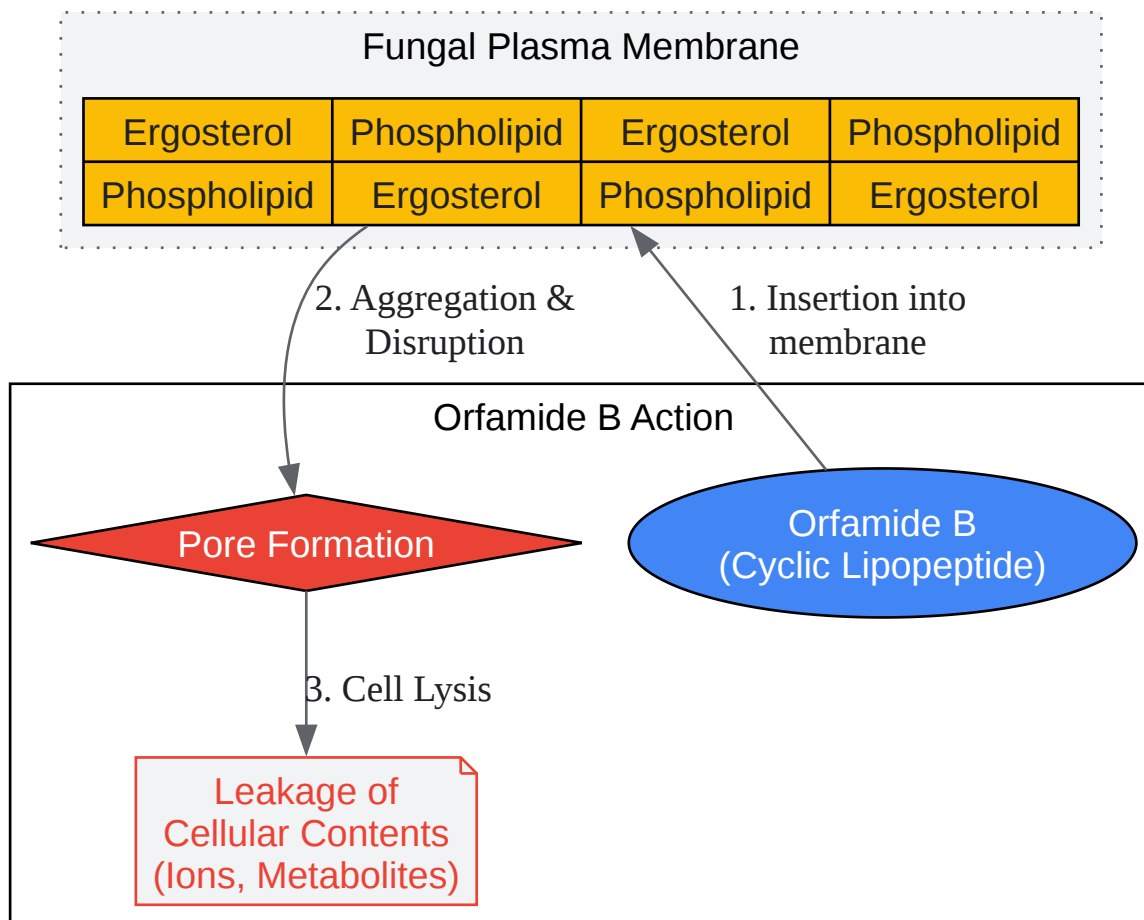 Fungal Plasma Membrane
Ergosterol Phospholipid Ergosterol Phospholipid
Phospholipid Ergosterol Phospholipid Ergosterol
2. Aggregation &
Disruption
1. Insertion into
membrane
Orfamide B Action
Pore Formation
Orfamide B
(Cyclic Lipopeptide)
3. Cell Lysis
Leakage of
Cellular Contents
(Ions, Metabolites)